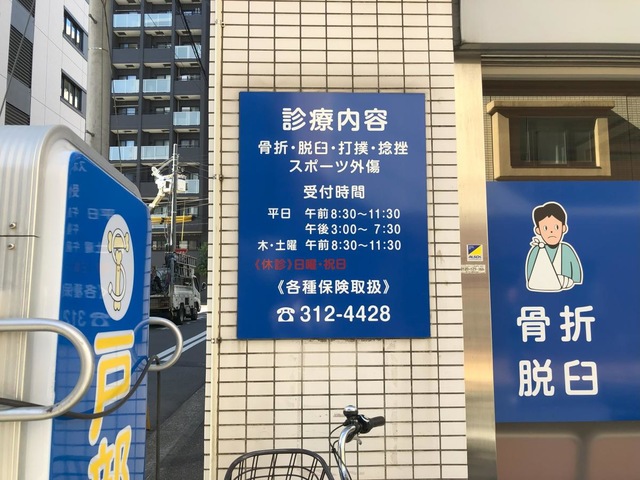 診療内容
骨折・脱臼・打撲・捻挫
スポーツ外傷
受付時間
平日 午前8:30～11:30
午後3:00～ 7:30
木・土曜 午前8:30～11:30
《休診》日曜・祝日
《各種保険取扱》
☎312-4428
骨折
脱臼
戸部